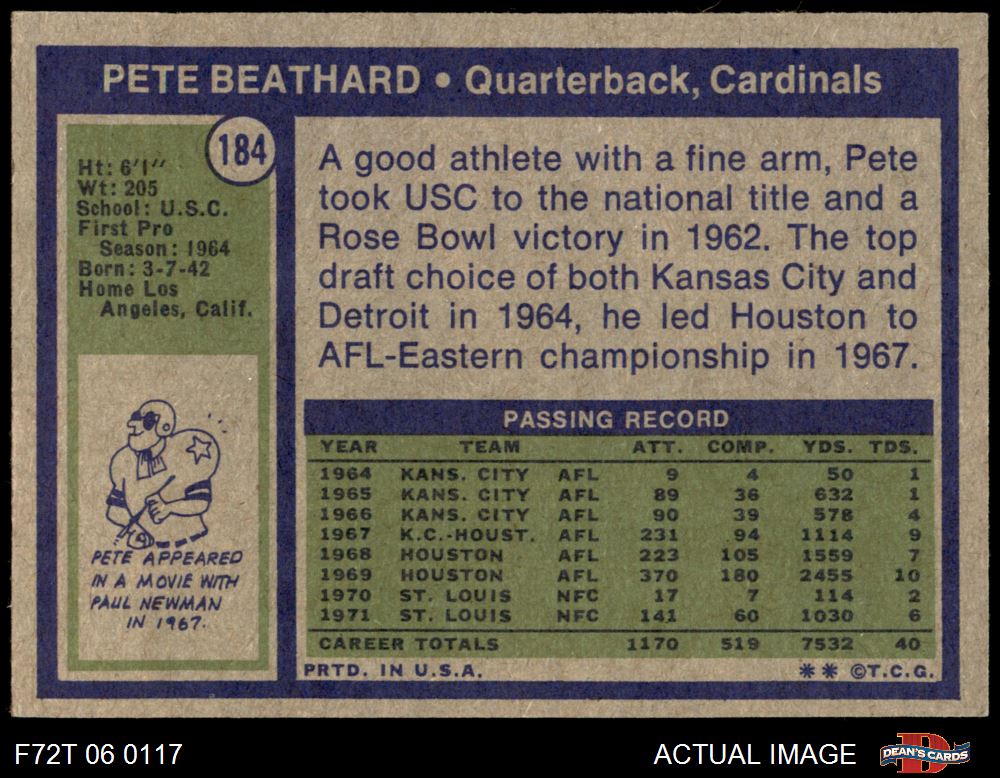 PETE BEATHARD • Quarterback, Cardinals
184
Ht: 6'1"
Wt: 205
School: U.S.C.
First Pro
Season: 1964
Born: 3-7-42
Home Los
Angeles, Calif.
PETE APPEARED
IN A MOVIE WITH
PAUL NEWMAN
IN 1967.
A good athlete with a fine arm, Pete
took USC to the national title and a
Rose Bowl victory in 1962. The top
draft choice of both Kansas City and
Detroit in 1964, he led Houston to
AFL-Eastern championship in 1967.
PASSING RECORD
YEAR TEAM ATT. COMP. YDS. TDS.
1964 KANS. CITY AFL 9 4 50 1
1965 KANS. CITY AFL 89 36 632 1
1966 KANS. CITY AFL 90 39 578 4
1967 K.C.-HOUST. AFL 231 94 1114 9
1968 HOUSTON AFL 223 105 1559 7
1969 HOUSTON AFL 370 180 2455 10
1970 ST. LOUIS NFC 17 7 114 2
1971 ST. LOUIS NFC 141 60 1030 6
CAREER TOTALS 1170 519 7532 40
PRTD. IN U.S.A. ** ©T.C.G.
F72T 06 0117 ACTUAL IMAGE
D
DEAN'S CARDS